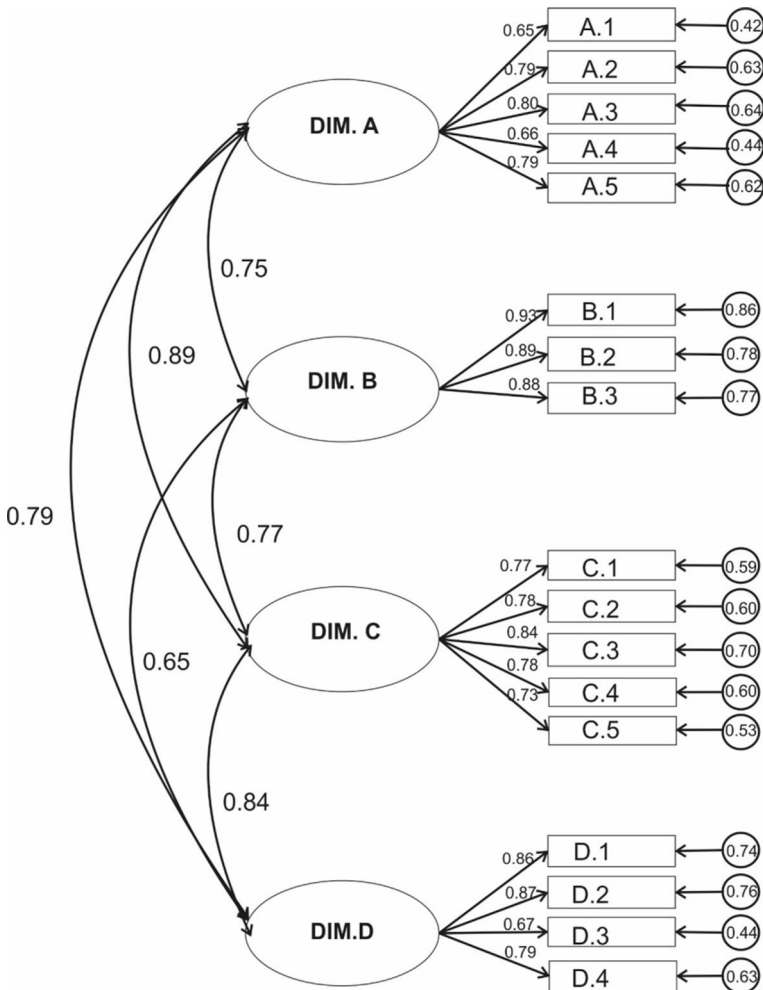 0.65 A.1 0.42
0.79 A.2 0.63
DIM. A 0.80 A.3 0.64
0.66 A.4 0.44
0.79 A.5 0.62
0.75
0.93 B.1 0.86
0.89 DIM. B 0.89 B.2 0.78
0.88 B.3 0.77
0.79
0.77
0.77 C.1 0.59
0.78 C.2 0.60
DIM. C 0.84 C.3 0.70
0.65 0.78 C.4 0.60
0.73 C.5 0.53
0.84
0.86 D.1 0.74
0.87 D.2 0.76
DIM.D 0.67 D.3 0.44
0.79 D.4 0.63